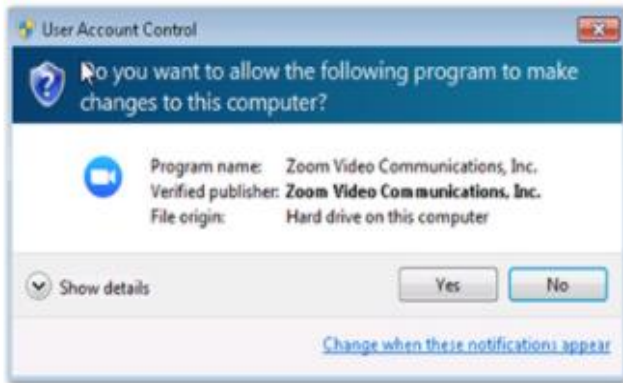 User Account Control
Do you want to allow the following program to make
changes to this computer?
Program name: Zoom Video Communications, Inc.
Verified publisher: Zoom Video Communications, Inc.
File origin: Hard drive on this computer
Show details
Yes
No
Change when these notifications appear